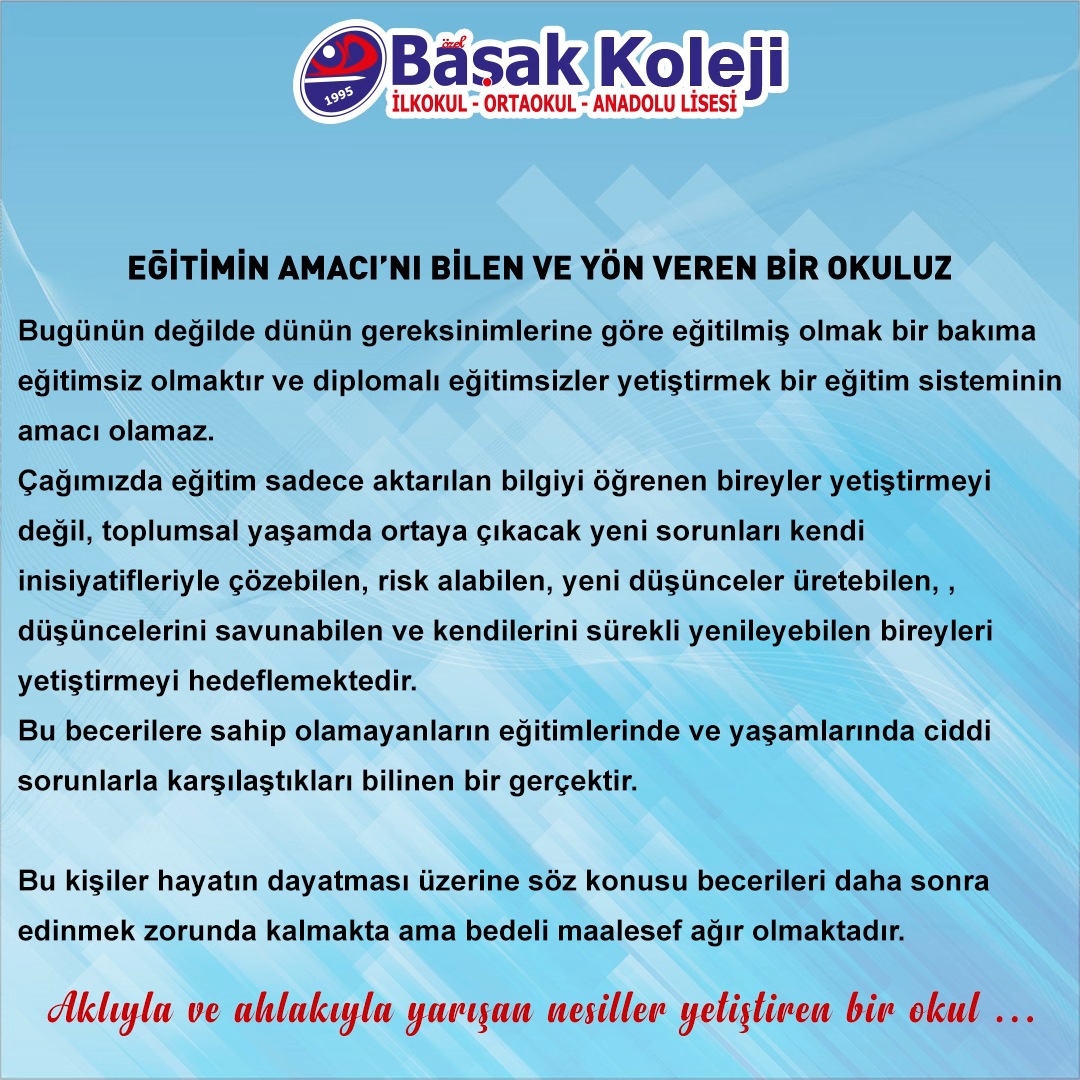 özel
Başak Koleji
İLKOKUL - ORTAOKUL - ANADOLU LİSESİ
1995
EĞİTİMİN AMACI’NI BİLEN VE YÖN VEREN BİR OKULUZ
Bugünün değilde dünün gereksinimlerine göre eğitilmiş olmak bir bakıma
eğitimsiz olmaktır ve diplomalı eğitimsizler yetiştirmek bir eğitim sisteminin
amacı olamaz.
Çağımızda eğitim sadece aktarılan bilgiyi öğrenen bireyler yetiştirmeyi
değil, toplumsal yaşamda ortaya çıkacak yeni sorunları kendi
inisiyatifleriyle çözebilen, risk alabilen, yeni düşünceler üretebilen, ,
düşüncelerini savunabilen ve kendilerini sürekli yenileyebilen bireyleri
yetiştirmeyi hedeflemektedir.
Bu becerilere sahip olamayanların eğitimlerinde ve yaşamlarında ciddi
sorunlarla karşılaştıkları bilinen bir gerçektir.
Bu kişiler hayatın dayatması üzerine söz konusu becerileri daha sonra
edinmek zorunda kalmakta ama bedeli maalesef ağır olmaktadır.
Aklıyla ve ahlakıyla yarışan nesiller yetiştiren bir okul ...